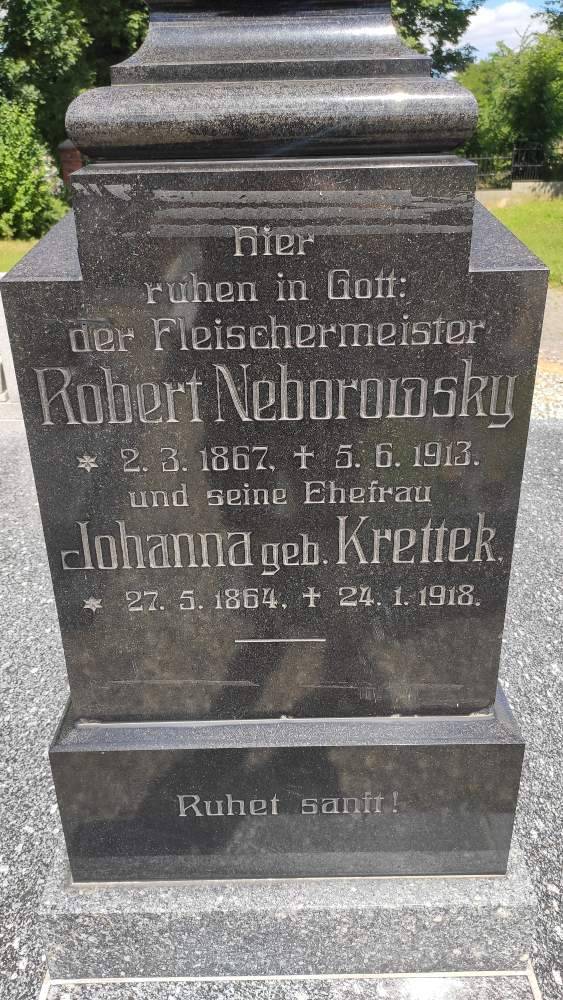 Hier
ruhen in Gott:
der Fleischermeister
Robert Neborowsky
* 2. 3. 1867, + 5. 6. 1913.
und seine Ehefrau
Johanna geb. Krettek,
* 27. 5. 1864, + 24. 1. 1918.
Ruhet sanft!